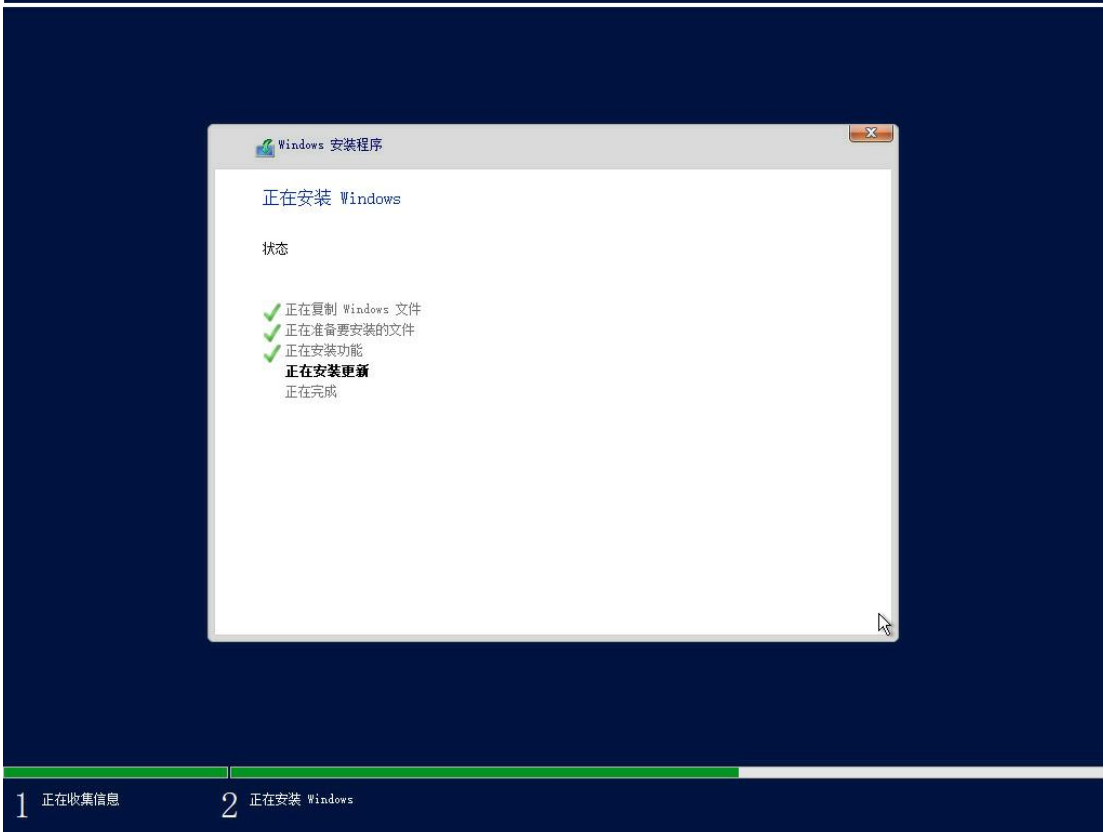 Windows 安装程序
正在安装 Windows
状态
正在复制 Windows 文件
正在准备要安装的文件
正在安装功能
正在安装更新
正在完成
1 正在收集信息
2 正在安装 Windows